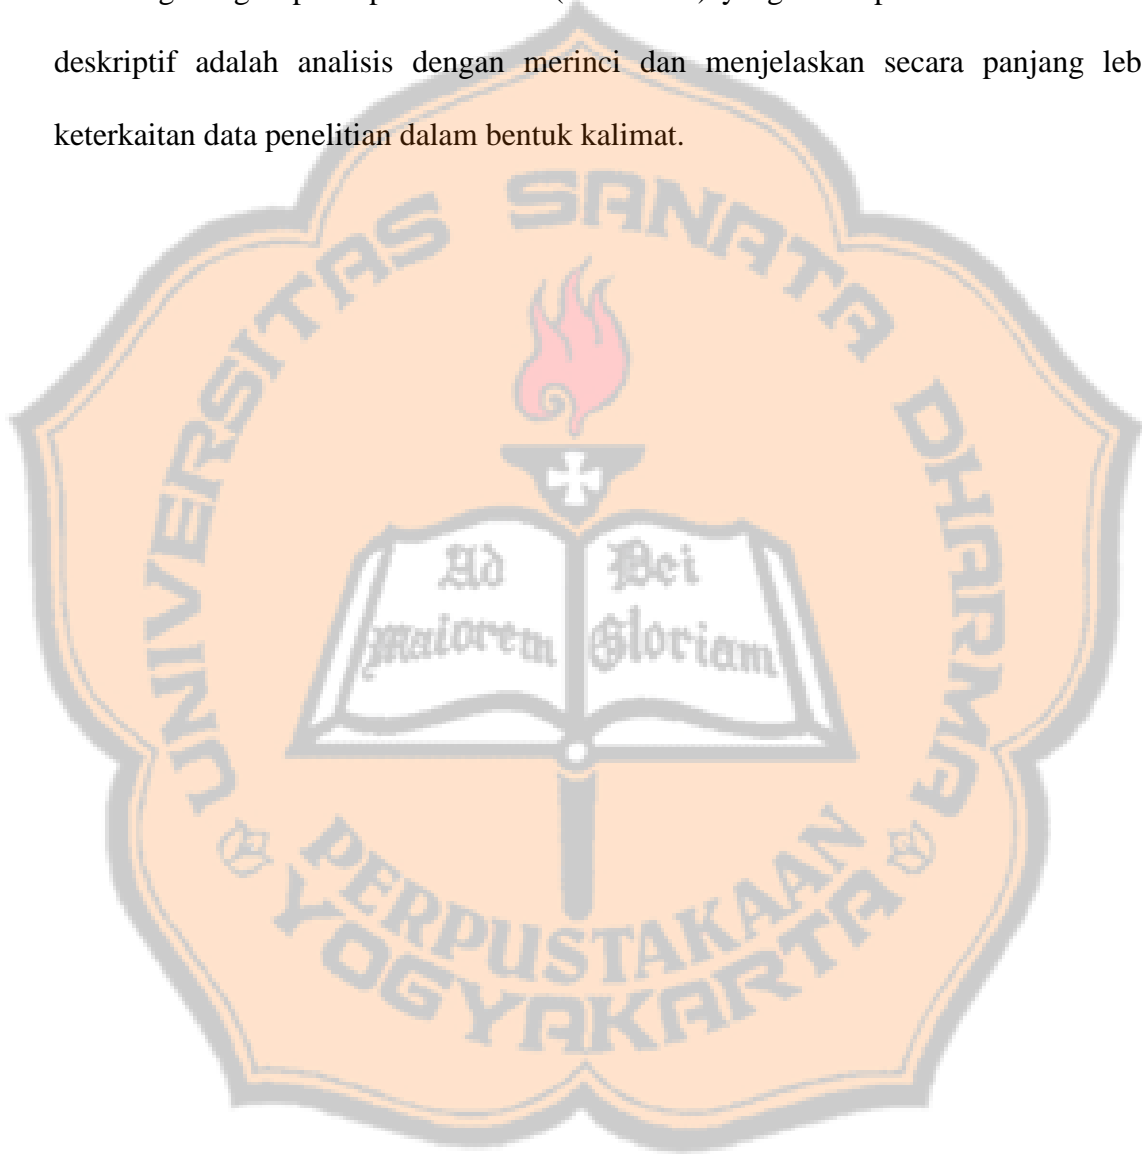 deskriptif adalah analisis dengan merinci dan menjelaskan secara panjang leb
keterkaitan data penelitian dalam bentuk kalimat.
UNIVERSITAS SANATA DHARMA
Ad Dei
Maiorem Gloriam
PERPUSTAKAAN
YOGYAKARTA